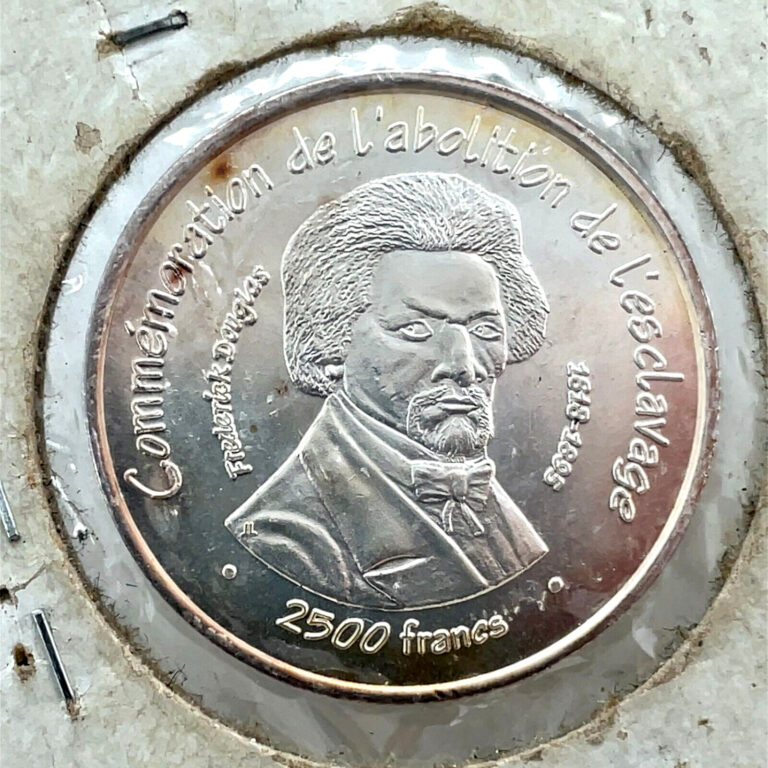 Commémoration de l'abolition de l'esclavage
Frederick Douglas
1818-1895
2500 francs